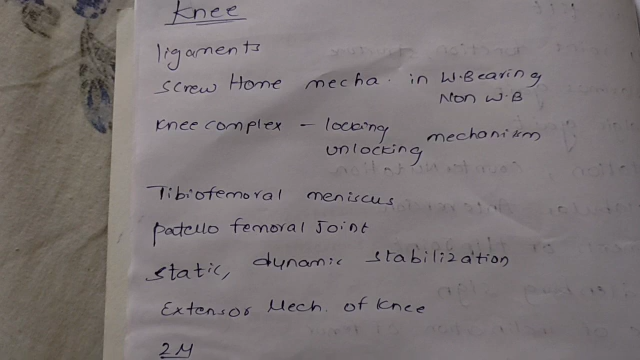 Knee
ligaments
Screw Home mecha. in W.Bearing
Non W.B
Knee complex - locking
unlocking mechanism
Tibiofemoral meniscus
Patello femoral Joint
static, dynamic stabilization
Extensor Mech. of Knee
2M